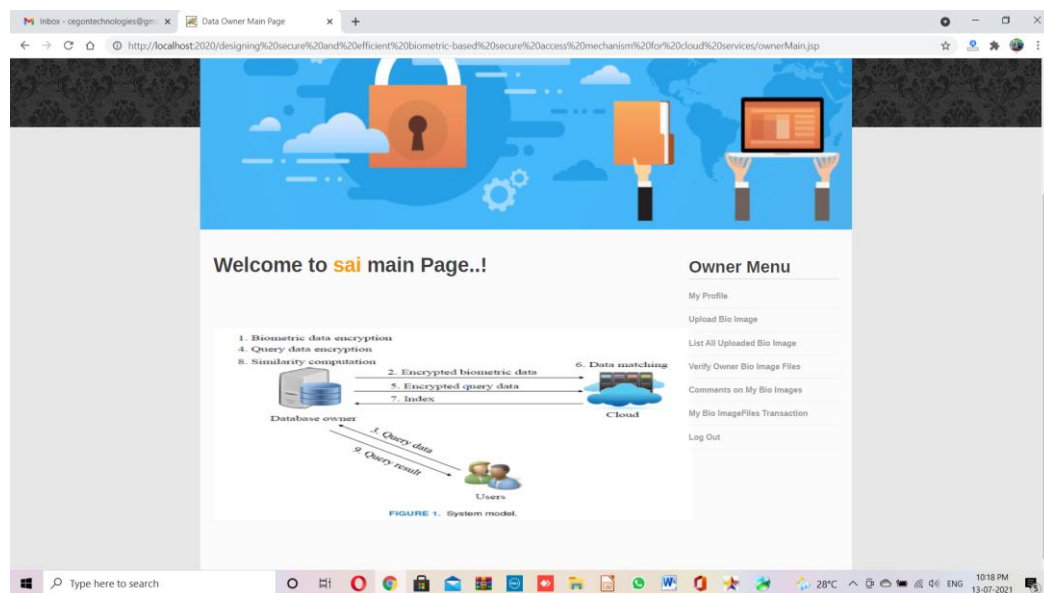 Inbox - cegontechnologies@gm
Data Owner Main Page
http://localhost:2020/designing%20secure%20and%20efficient%20biometric-based%20secure%20access%20mechanism%20for%20cloud%20services/ownerMain.jsp
Welcome to sai main Page..!
1. Biometric data encryption
4. Query data encryption
8. Similarity computation
2. Encrypted biometric data
6. Data matching
5. Encrypted query data
7. Index
Database owner
Cloud
3. Query data
9. Query result
Users
FIGURE 1. System model.
Owner Menu
My Profile
Upload Bio Image
List All Uploaded Bio Image
Verify Owner Bio Image Files
Comments on My Bio Images
My Bio ImageFiles Transaction
Log Out
Type here to search
28°C
ENG
10:18 PM
13-07-2021